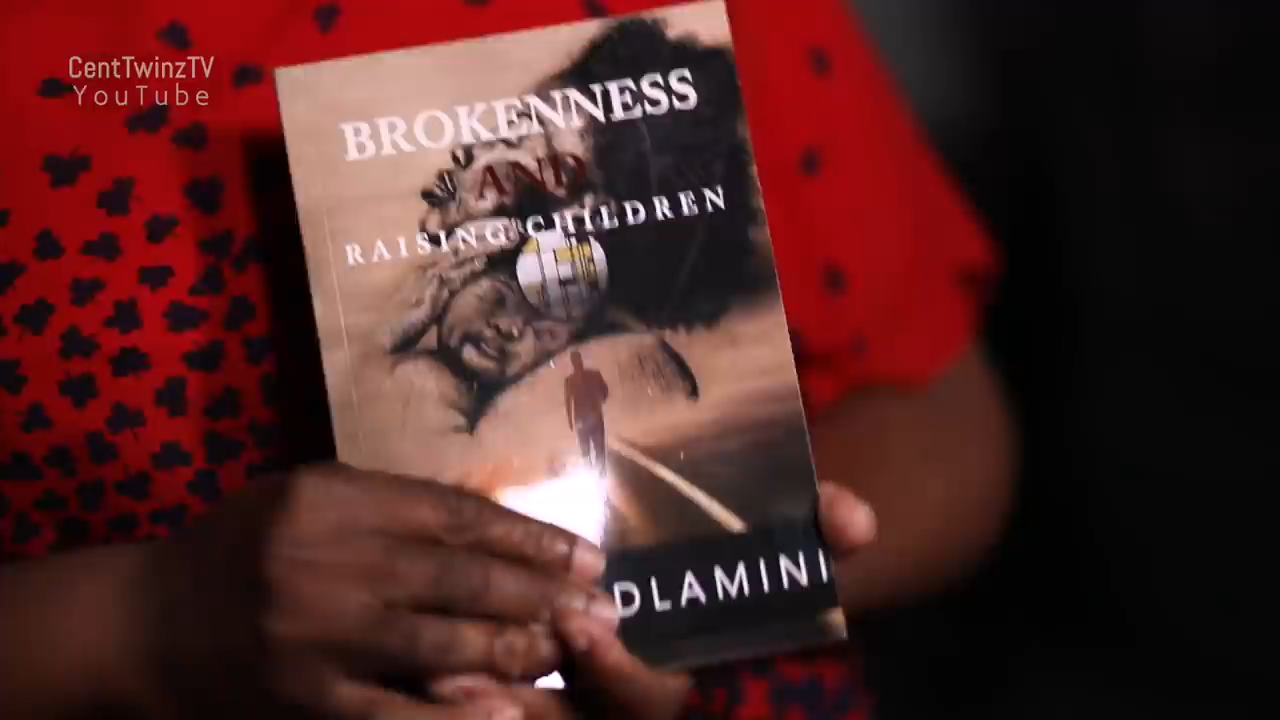 CentTwinzTV
YouTube
BROKENNESS
AND
RAISING CHILDREN
DLAMINI